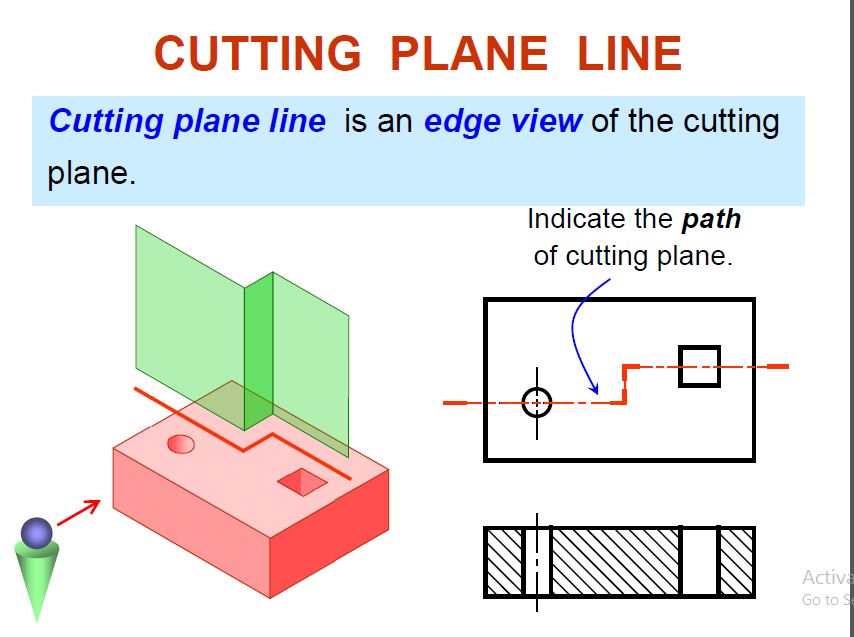 CUTTING PLANE LINE
Cutting plane line is an edge view of the cutting
plane.
Indicate the path
of cutting plane.
Go to